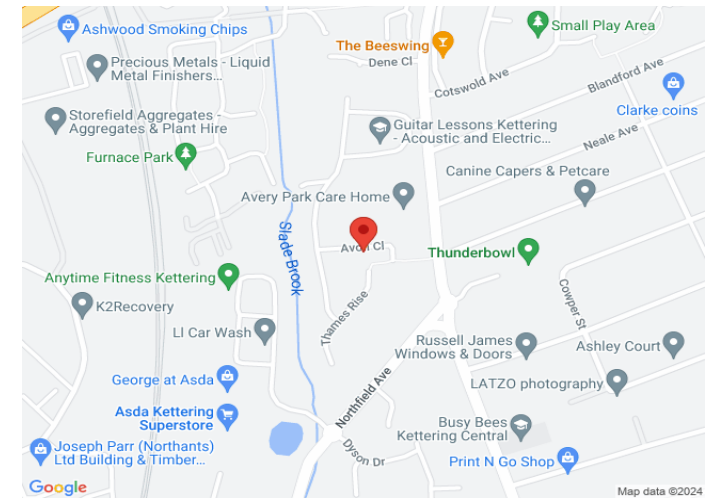 Ashwood Smoking Chips
Small Play Area
The Beeswing
Dene Cl
Precious Metals - Liquid
Metal Finishers...
Cotswold Ave
Blandford Ave
Clarke coins
Storefield Aggregates -
Aggregates & Plant Hire
Guitar Lessons Kettering
- Acoustic and Electric...
Neale Ave
Furnace Park
Canine Capers & Petcare
Avery Park Care Home
Slade Brook
Avon Cl
Thunderbowl
Anytime Fitness Kettering
K2Recovery
Thames Rise
Cowper St
LI Car Wash
Russell James
Windows & Doors
Ashley Court
George at Asda
Northfield Ave
LATZO photography
Asda Kettering
Superstore
Busy Bees
Kettering Central
Joseph Parr (Northants)
Ltd Building & Timber...
Dyson Dr
Print N Go Shop
Google
Map data ©2024